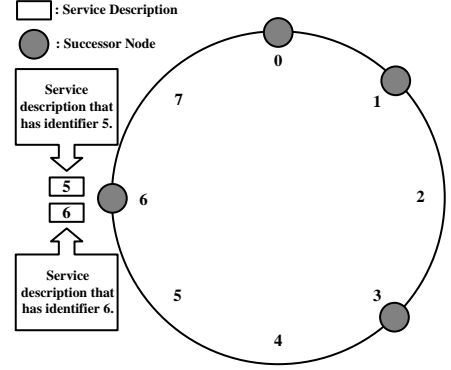 : Service Description
: Successor Node
Service
description that
has identifier 5.
5
6
Service
description that
has identifier 6.
0
1
2
3
4
5
6
7